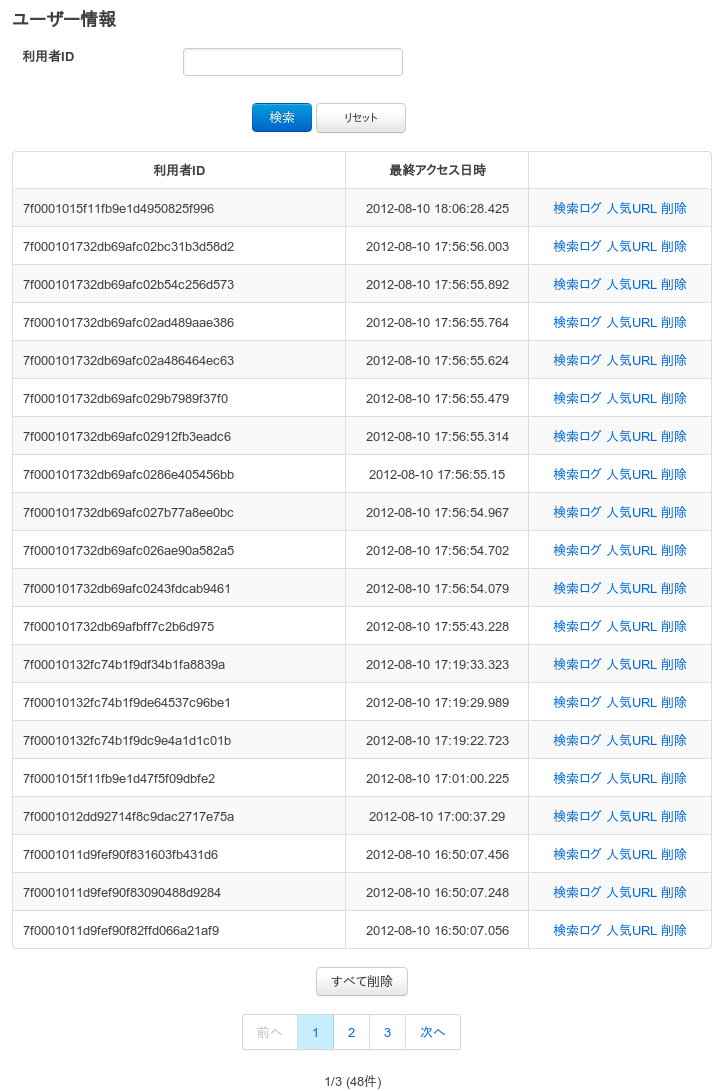 ユーザー情報
利用者ID
検索 リセット
利用者ID 最終アクセス日時
7f0001015f11fb9e1d4950825f996 2012-08-10 18:06:28.425 検索ログ 人気URL 削除
7f000101732db69afc02bc31b3d58d2 2012-08-10 17:56:56.003 検索ログ 人気URL 削除
7f000101732db69afc02b54c256d573 2012-08-10 17:56:55.892 検索ログ 人気URL 削除
7f000101732db69afc02ad489aae386 2012-08-10 17:56:55.764 検索ログ 人気URL 削除
7f000101732db69afc02a486464ec63 2012-08-10 17:56:55.624 検索ログ 人気URL 削除
7f000101732db69afc029b7989f37f0 2012-08-10 17:56:55.479 検索ログ 人気URL 削除
7f000101732db69afc02912fb3eadc6 2012-08-10 17:56:55.314 検索ログ 人気URL 削除
7f000101732db69afc0286e405456bb 2012-08-10 17:56:55.15 検索ログ 人気URL 削除
7f000101732db69afc027b77a8ee0bc 2012-08-10 17:56:54.967 検索ログ 人気URL 削除
7f000101732db69afc026ae90a582a5 2012-08-10 17:56:54.702 検索ログ 人気URL 削除
7f000101732db69afc0243fdcab9461 2012-08-10 17:56:54.079 検索ログ 人気URL 削除
7f000101732db69afbff7c2b6d975 2012-08-10 17:55:43.228 検索ログ 人気URL 削除
7f00010132fc74b1f9df34b1fa8839a 2012-08-10 17:19:33.323 検索ログ 人気URL 削除
7f00010132fc74b1f9de64537c96be1 2012-08-10 17:19:29.989 検索ログ 人気URL 削除
7f00010132fc74b1f9dc9e4a1d1c01b 2012-08-10 17:19:22.723 検索ログ 人気URL 削除
7f0001015f11fb9e1d47f5f09dbfe2 2012-08-10 17:01:00.225 検索ログ 人気URL 削除
7f0001012dd92714f8c9dac2717e75a 2012-08-10 17:00:37.29 検索ログ 人気URL 削除
7f0001011d9fef90f831603fb431d6 2012-08-10 16:50:07.456 検索ログ 人気URL 削除
7f0001011d9fef90f83090488d9284 2012-08-10 16:50:07.248 検索ログ 人気URL 削除
7f0001011d9fef90f82ffd066a21af9 2012-08-10 16:50:07.056 検索ログ 人気URL 削除
すべて削除
前へ 1 2 3 次へ
1/3 (48件)